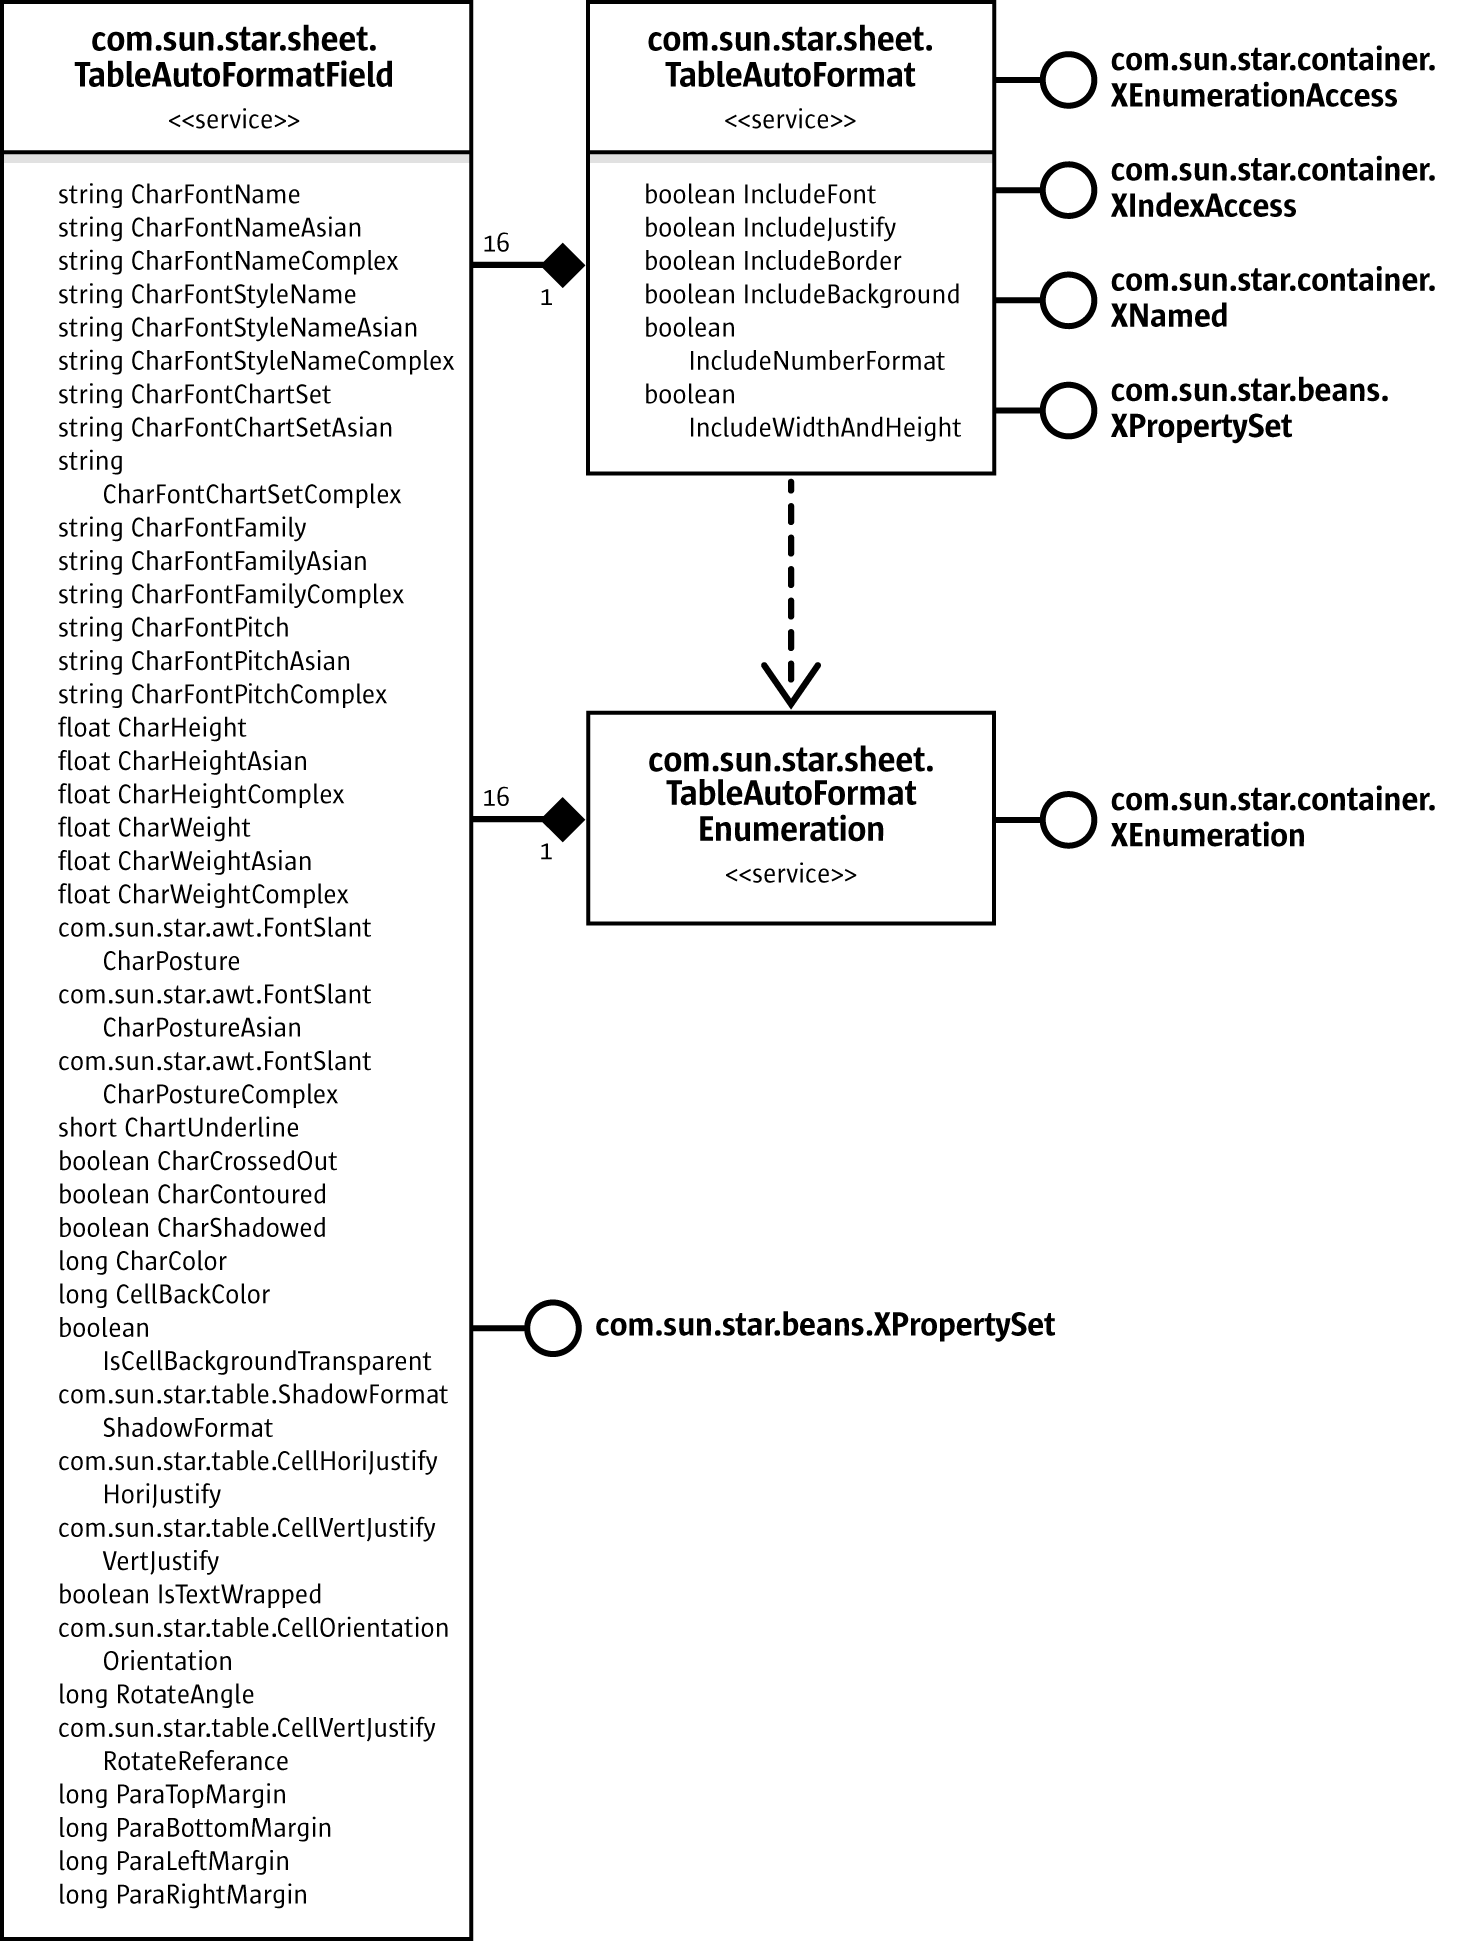 com.sun.star.sheet.
TableAutoFormatField
<<service>>
string CharFontName
string CharFontNameAsian
string CharFontNameComplex
string CharFontStyleName
string CharFontStyleNameAsian
string CharFontStyleNameComplex
string CharFontChartSet
string CharFontChartSetAsian
string
CharFontChartSetComplex
string CharFontFamily
string CharFontFamilyAsian
string CharFontFamilyComplex
string CharFontPitch
string CharFontPitchAsian
string CharFontPitchComplex
float CharHeight
float CharHeightAsian
float CharHeightComplex
float CharWeight
float CharWeightAsian
float CharWeightComplex
com.sun.star.awt.FontSlant
CharPosture
com.sun.star.awt.FontSlant
CharPostureAsian
com.sun.star.awt.FontSlant
CharPostureComplex
short ChartUnderline
boolean CharCrossedOut
boolean CharContoured
boolean CharShadowed
long CharColor
long CellBackColor
boolean
IsCellBackgroundTransparent
com.sun.star.table.ShadowFormat
ShadowFormat
com.sun.star.table.CellHoriJustify
HoriJustify
com.sun.star.table.CellVertJustify
VertJustify
boolean IsTextWrapped
com.sun.star.table.CellOrientation
Orientation
long RotateAngle
com.sun.star.table.CellVertJustify
RotateReferance
long ParaTopMargin
long ParaBottomMargin
long ParaLeftMargin
long ParaRightMargin
16
1
com.sun.star.sheet.
TableAutoFormat
<<service>>
boolean IncludeFont
boolean IncludeJustify
boolean IncludeBorder
boolean IncludeBackground
boolean
IncludeNumberFormat
boolean
IncludeWidthAndHeight
com.sun.star.container.
XEnumerationAccess
com.sun.star.container.
XIndexAccess
com.sun.star.container.
XNamed
com.sun.star.beans.
XPropertySet
16
1
com.sun.star.sheet.
TableAutoFormat
Enumeration
<<service>>
com.sun.star.container.
XEnumeration
com.sun.star.beans.XPropertySet